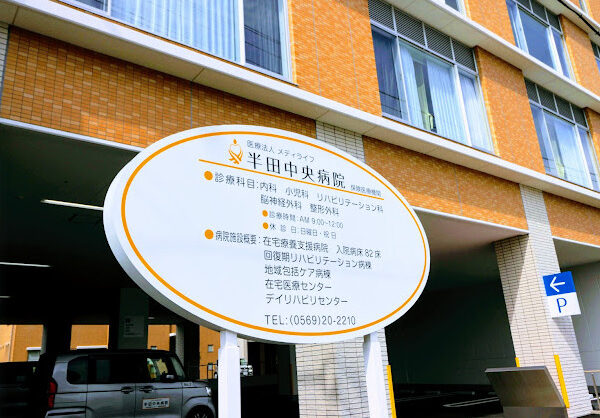 医療法人 メディライフ
半田中央病院 保険医療機関
●診療科目:内科 小児科 リハビリテーション科
脳神経外科 整形外科
●診療時間:AM 9:00~12:00
●休診日:日曜日・祝日
●病院施設概要:在宅療養支援病院 入院病床82床
回復期リハビリテーション病棟
地域包括ケア病棟
在宅医療センター
デイリハビリセンター
TEL:(0569)20-2210
P
半田中央病院